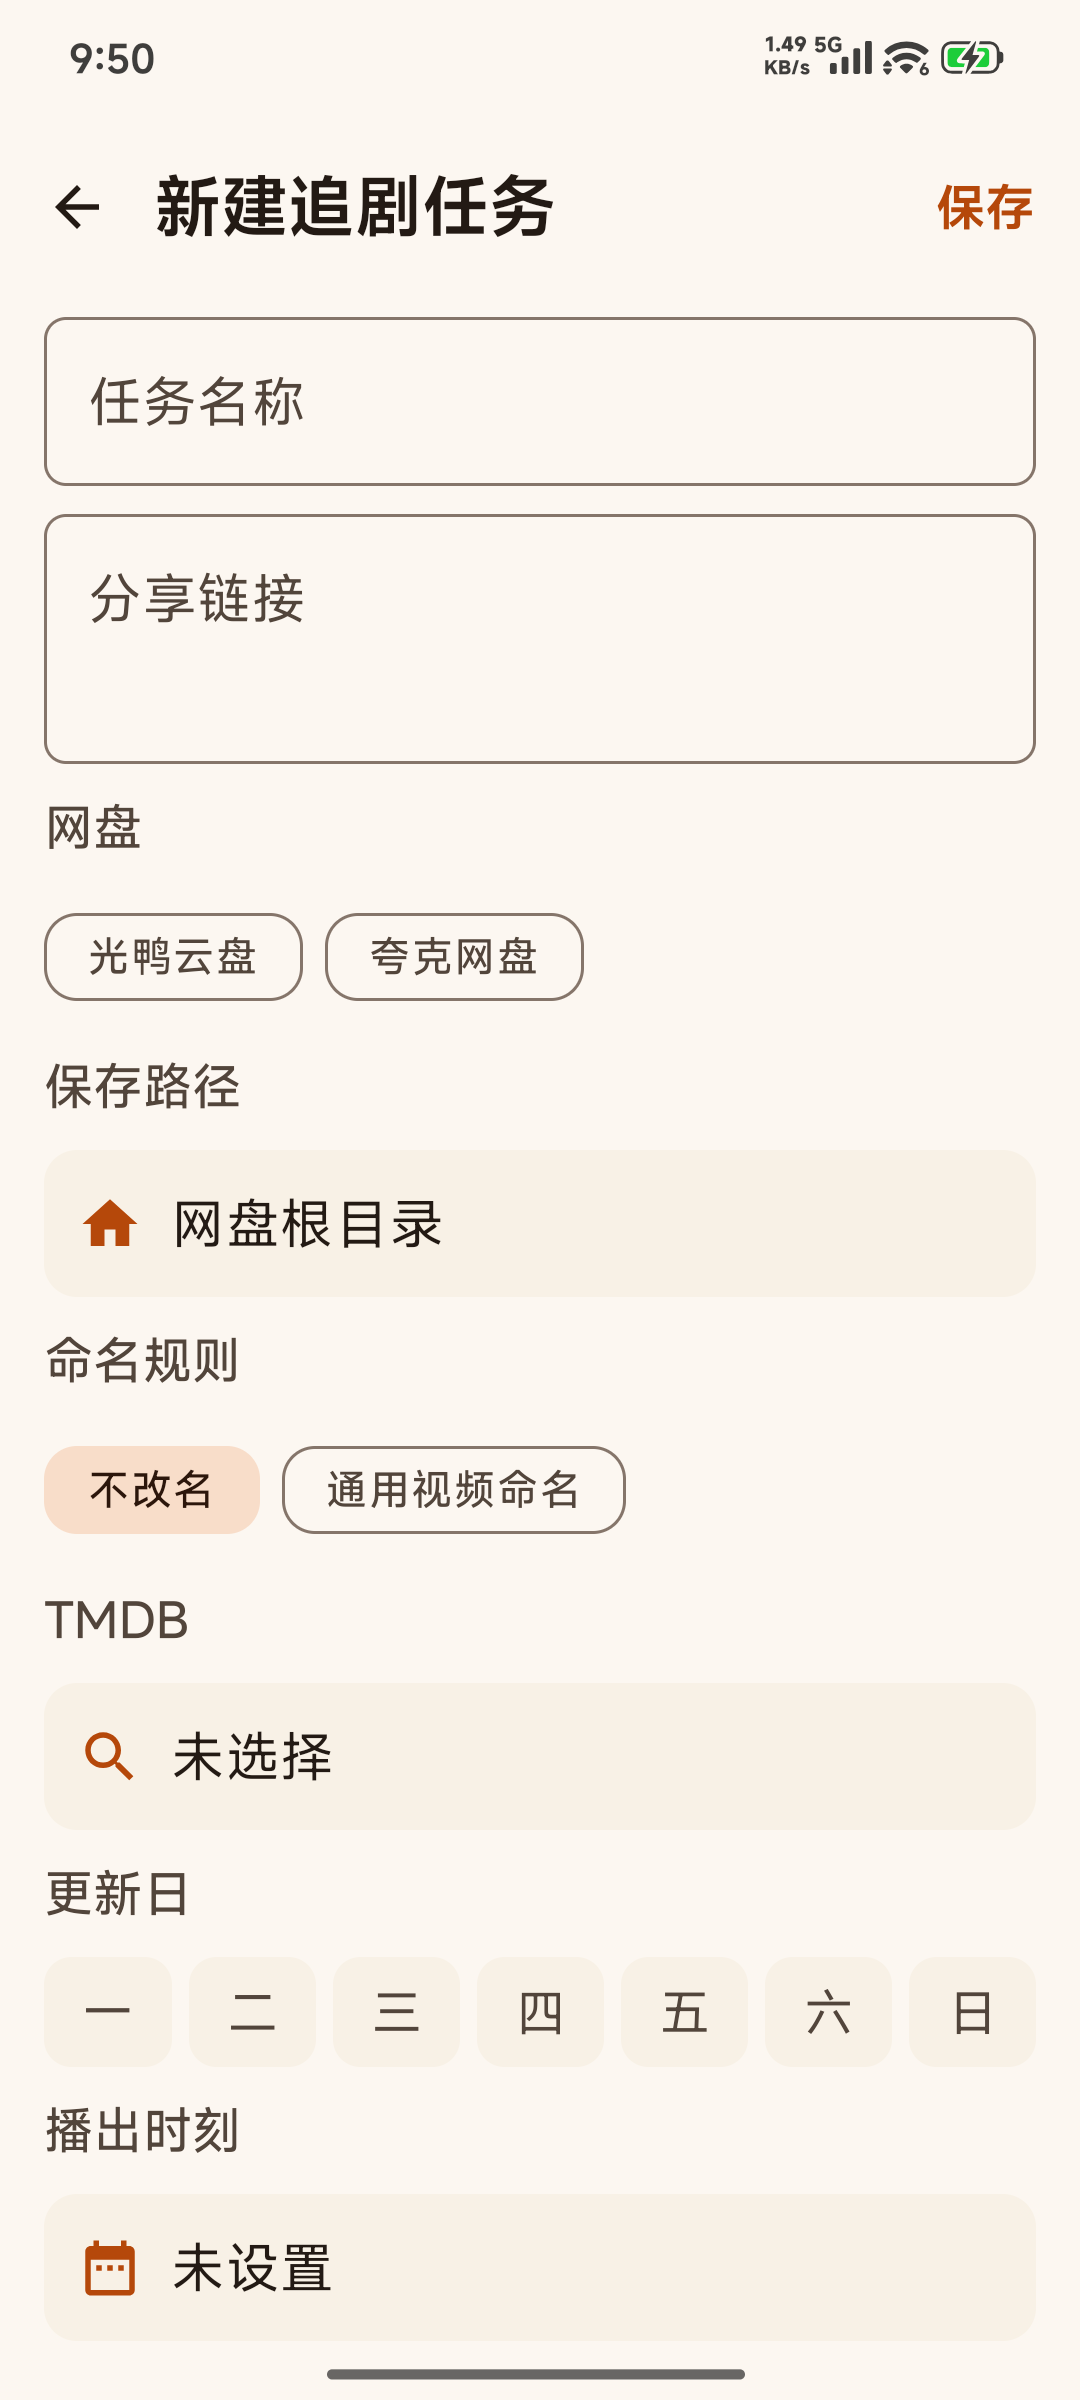 9:50
1.49 KB/s 5G 6
新建追剧任务
保存
任务名称
分享链接
网盘
光鸭云盘 夸克网盘
保存路径
网盘根目录
命名规则
不改名 通用视频命名
TMDB
未选择
更新日
一 二 三 四 五 六 日
播出时刻
未设置